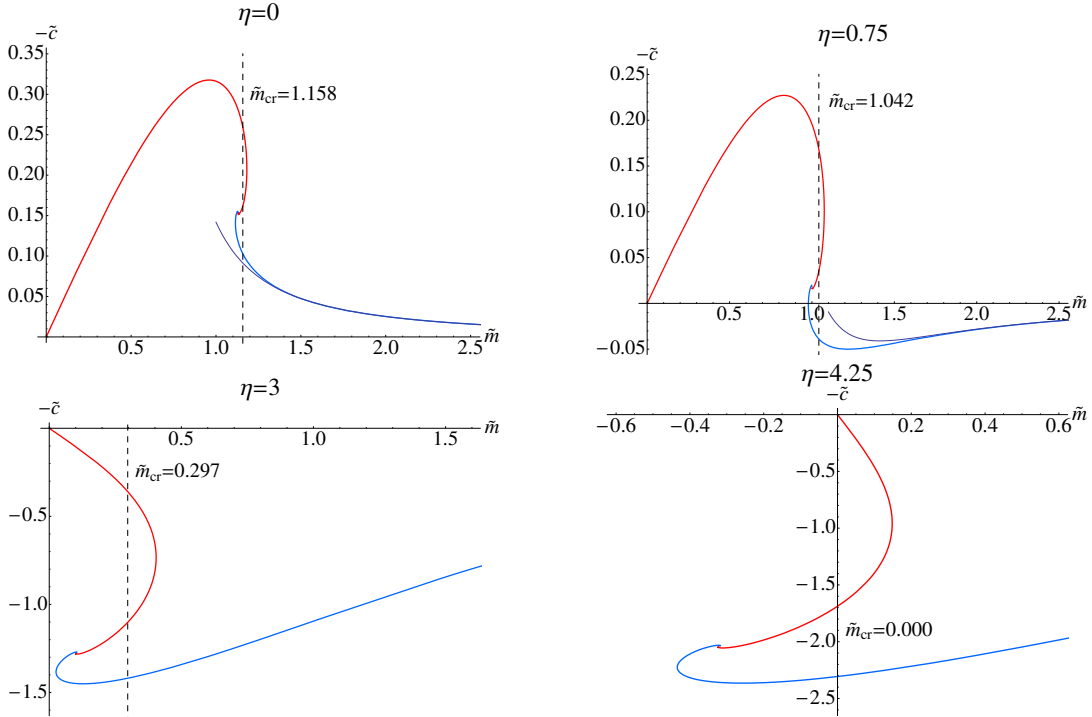 η=0
−c̃
0.35
0.30
m̃cr=1.158
0.25
0.20
0.15
0.10
0.05
0.5
1.0
1.5
2.0
2.5
m̃
η=0.75
−c̃
0.25
0.20
m̃cr=1.042
0.15
0.10
0.05
0.5
1.0
1.5
2.0
2.5
m̃
−0.05
η=3
−c̃
0.5
1.0
1.5
m̃
m̃cr=0.297
−0.5
−1.0
−1.5
η=4.25
−c̃
−0.6
−0.4
−0.2
0.2
0.4
0.6
m̃
−0.5
−1.0
−1.5
m̃cr=0.000
−2.0
−2.5